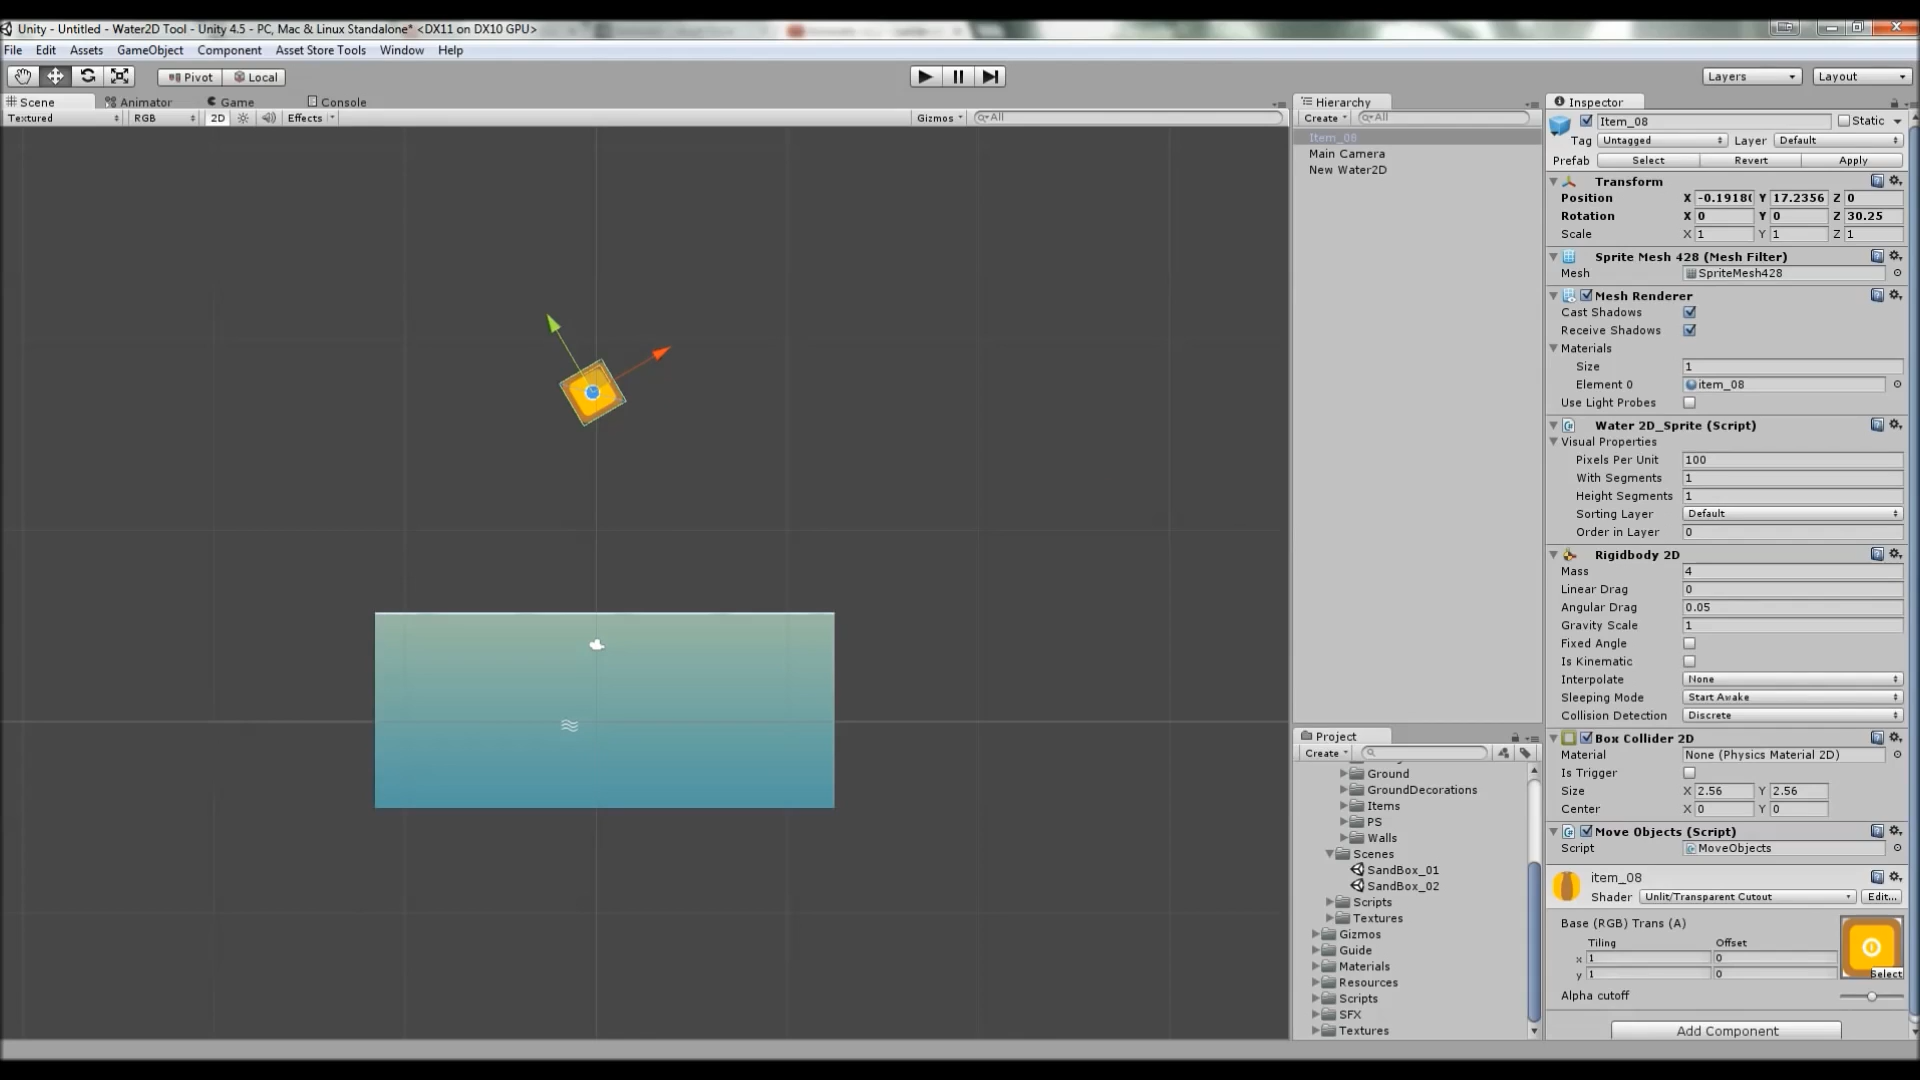 Unity - Untitled - Water2D Tool - Unity 4.5 - PC, Mac & Linux Standalone* <DX11 on DX10 GPU>
File Edit Assets GameObject Component Asset Store Tools Window Help
Pivot Local Layers Layout
Scene Animator Game Console
Textured RGB 2D Effects Gizmos All
Hierarchy
Create All
Item_08
Main Camera
New Water2D
Project
Create
Ground
GroundDecorations
Items
PS
Walls
Scenes
SandBox_01
SandBox_02
Scripts
Textures
Gizmos
Guide
Materials
Resources
Scripts
SFX
Textures
Inspector
Item_08 Static
Tag Untagged Layer Default
Prefab Select Revert Apply
Transform
Position X -0.1918( Y 17.2356 Z 0
Rotation X 0 Y 0 Z 30.25
Scale X 1 Y 1 Z 1
Sprite Mesh 428 (Mesh Filter)
Mesh SpriteMesh428
Mesh Renderer
Cast Shadows
Receive Shadows
Materials
Size 1
Element 0 item_08
Use Light Probes
Water 2D_Sprite (Script)
Visual Properties
Pixels Per Unit 100
With Segments 1
Height Segments 1
Sorting Layer Default
Order in Layer 0
Rigidbody 2D
Mass 4
Linear Drag 0
Angular Drag 0.05
Gravity Scale 1
Fixed Angle
Is Kinematic
Interpolate None
Sleeping Mode Start Awake
Collision Detection Discrete
Box Collider 2D
Material None (Physics Material 2D)
Is Trigger
Size X 2.56 Y 2.56
Center X 0 Y 0
Move Objects (Script)
Script MoveObjects
item_08
Shader Unlit/Transparent Cutout Edit...
Base (RGB) Trans (A)
Tiling Offset
x 1 0
y 1 0
Select
Alpha cutoff
Add Component